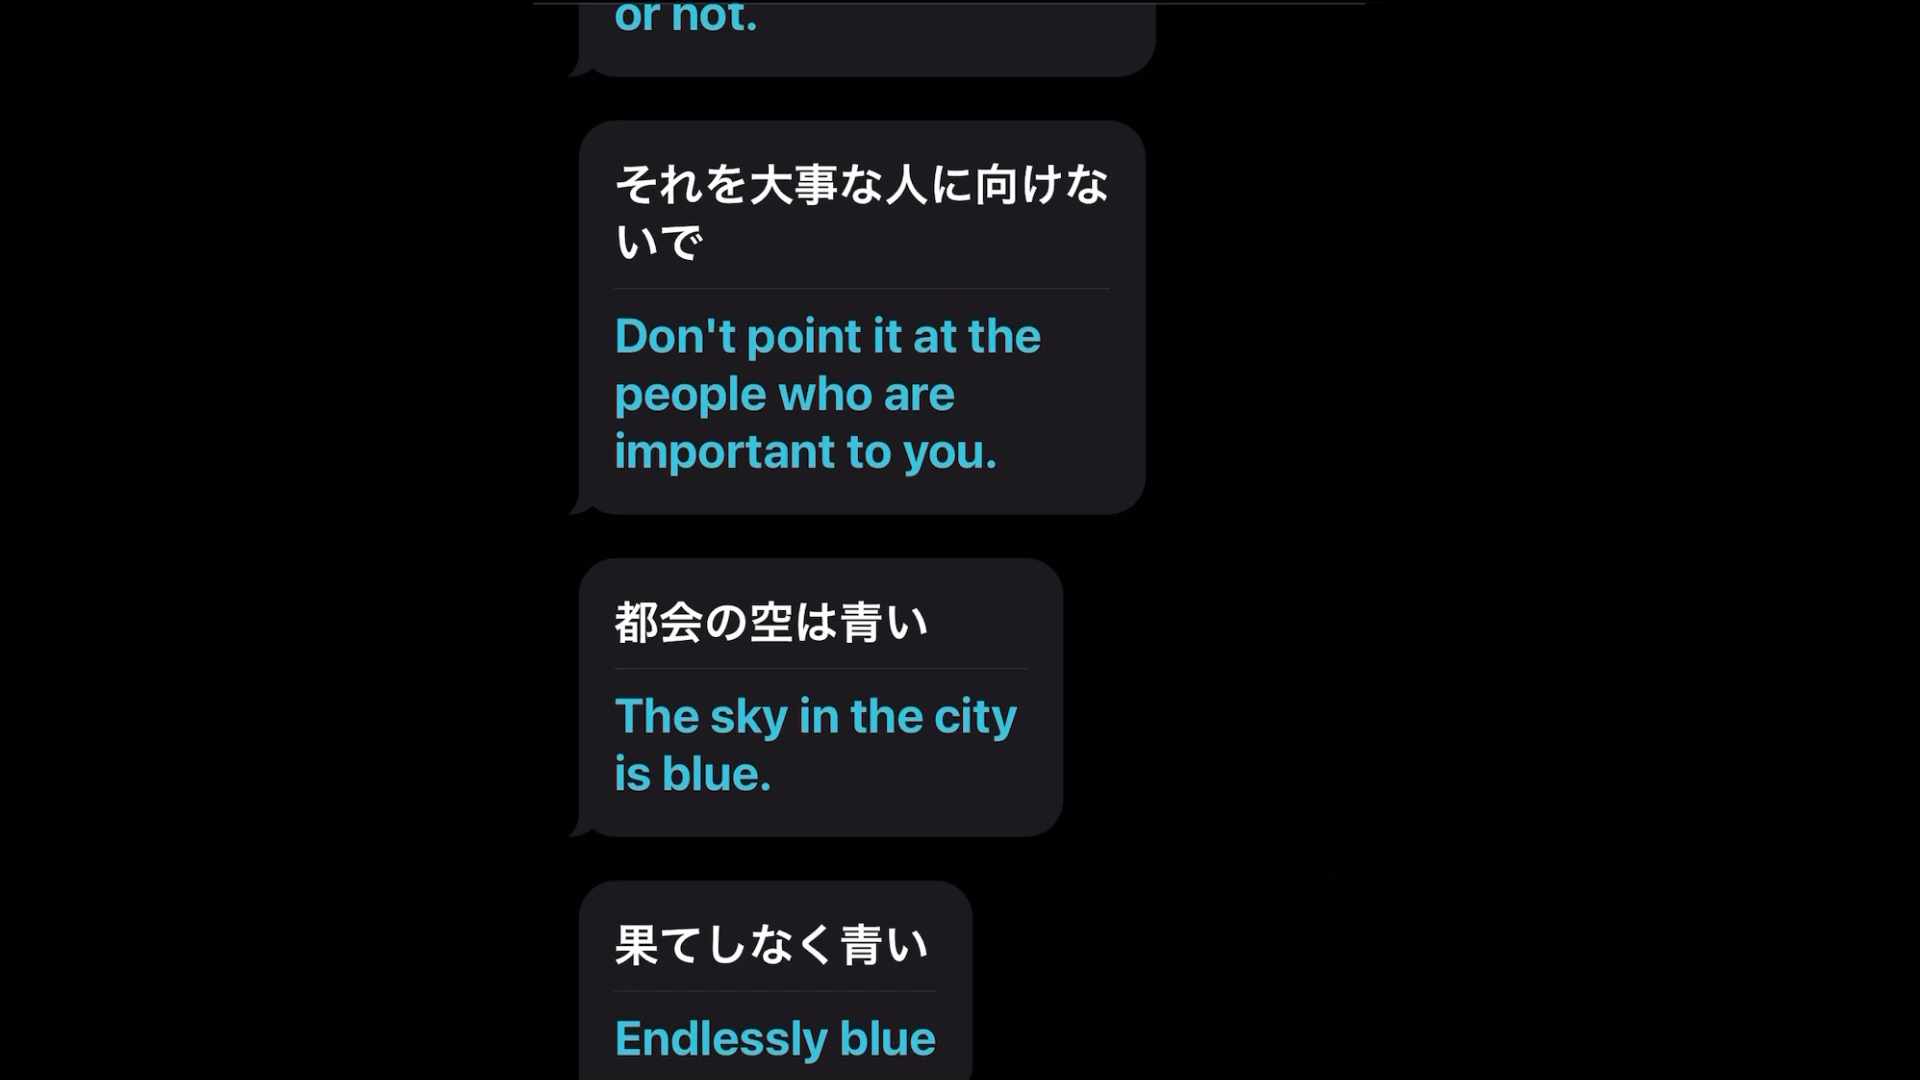 or not.
それを大事な人に向けな
いで
Don't point it at the
people who are
important to you.
都会の空は青い
The sky in the city
is blue.
果てしなく青い
Endlessly blue